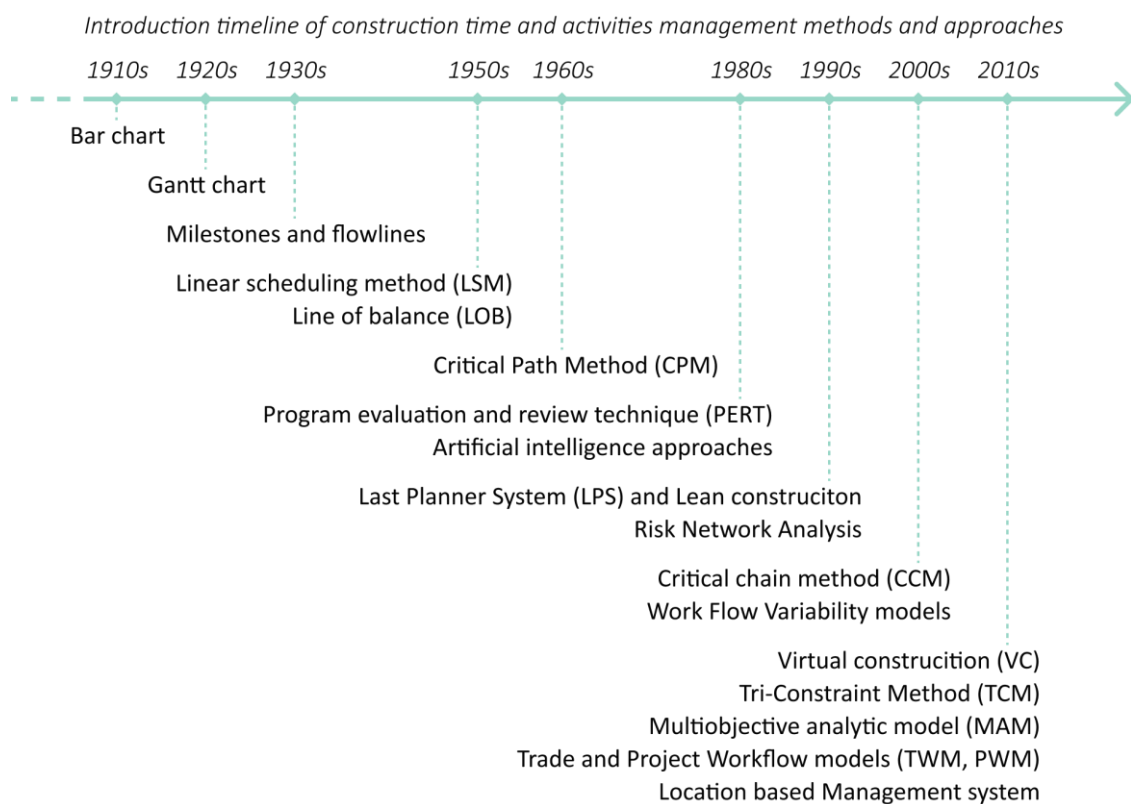 Introduction timeline of construction time and activities management methods and approaches
1910s 1920s 1930s 1950s 1960s 1980s 1990s 2000s 2010s
Bar chart
Gantt chart
Milestones and flowlines
Linear scheduling method (LSM)
Line of balance (LOB)
Critical Path Method (CPM)
Program evaluation and review technique (PERT)
Artificial intelligence approaches
Last Planner System (LPS) and Lean construciton
Risk Network Analysis
Critical chain method (CCM)
Work Flow Variability models
Virtual construcition (VC)
Tri-Constraint Method (TCM)
Multiobjective analytic model (MAM)
Trade and Project Workflow models (TWM, PWM)
Location based Management system